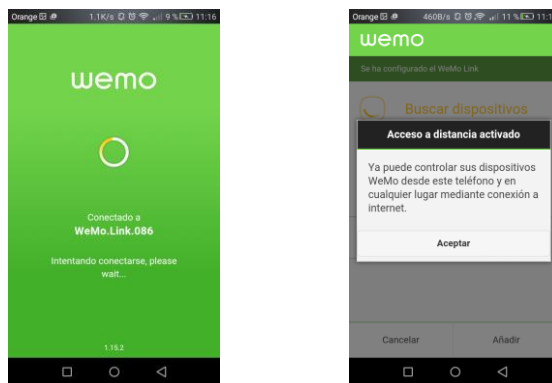 Orange 1.1K/s 9 % 11:16
wemo
Conectado a
WeMo.Link.086
Intentando conectarse, please
wait...
1.15.2
Orange 460B/s 11 %
wemo
Se ha configurado el WeMo Link
Buscar dispositivos
Acceso a distancia activado
Ya puede controlar sus dispositivos
WeMo desde este teléfono y en
cualquier lugar mediante conexión a
internet.
Aceptar
Cancelar Añadir